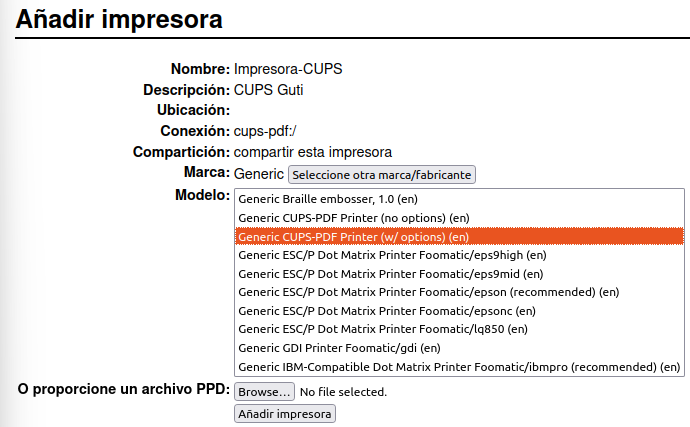 Añadir impresora
Nombre: Impresora-CUPS
Descripción: CUPS Guti
Ubicación:
Conexión: cups-pdf:/
Compartición: compartir esta impresora
Marca: Generic Seleccione otra marca/fabricante
Modelo:
Generic Braille embosser, 1.0 (en)
Generic CUPS-PDF Printer (no options) (en)
Generic CUPS-PDF Printer (w/ options) (en)
Generic ESC/P Dot Matrix Printer Foomatic/eps9high (en)
Generic ESC/P Dot Matrix Printer Foomatic/eps9mid (en)
Generic ESC/P Dot Matrix Printer Foomatic/epson (recommended) (en)
Generic ESC/P Dot Matrix Printer Foomatic/epsonc (en)
Generic ESC/P Dot Matrix Printer Foomatic/lq850 (en)
Generic GDI Printer Foomatic/gdi (en)
Generic IBM-Compatible Dot Matrix Printer Foomatic/ibmpro (recommended) (en)
O proporcione un archivo PPD: Browse... No file selected.
Añadir impresora